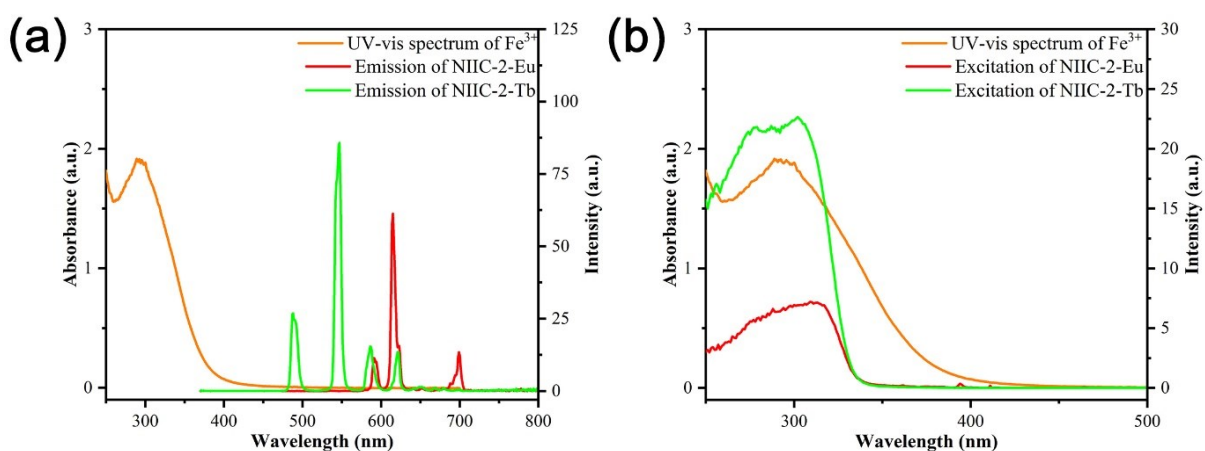 (a)
UV-vis spectrum of Fe³⁺
Emission of NIIC-2-Eu
Emission of NIIC-2-Tb
Absorbance (a.u.)
3
2
1
0
Intensity (a.u.)
125
100
75
50
25
0
300 400 500 600 700 800
Wavelength (nm)
(b)
UV-vis spectrum of Fe³⁺
Excitation of NIIC-2-Eu
Excitation of NIIC-2-Tb
Absorbance (a.u.)
3
2
1
0
Intensity (a.u.)
30
25
20
15
10
5
0
300 400 500
Wavelength (nm)